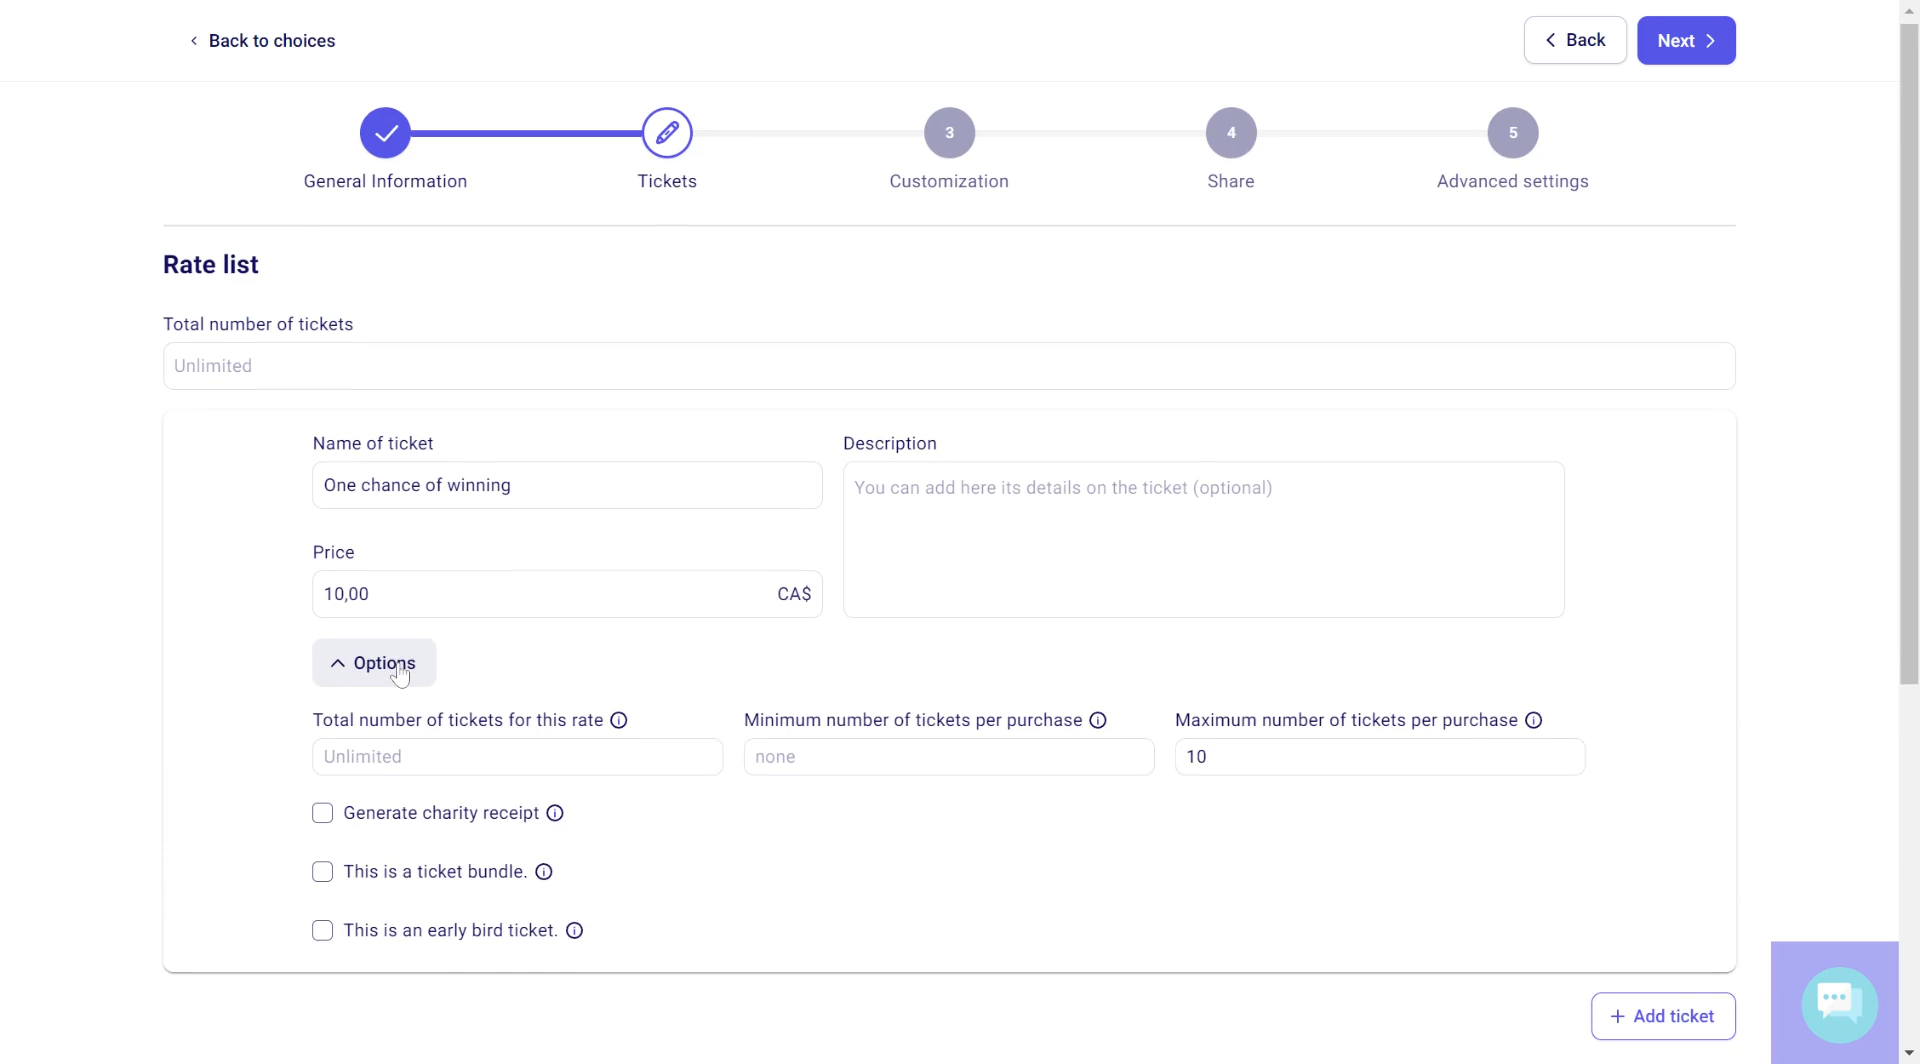 Back to choices
Back
Next
3
4
5
General Information
Tickets
Customization
Share
Advanced settings
Rate list
Total number of tickets
Unlimited
Name of ticket
Description
One chance of winning
You can add here its details on the ticket (optional)
Price
10,00
CA$
Options
Total number of tickets for this rate
Minimum number of tickets per purchase
Maximum number of tickets per purchase
Unlimited
none
10
Generate charity receipt
This is a ticket bundle.
This is an early bird ticket.
+ Add ticket